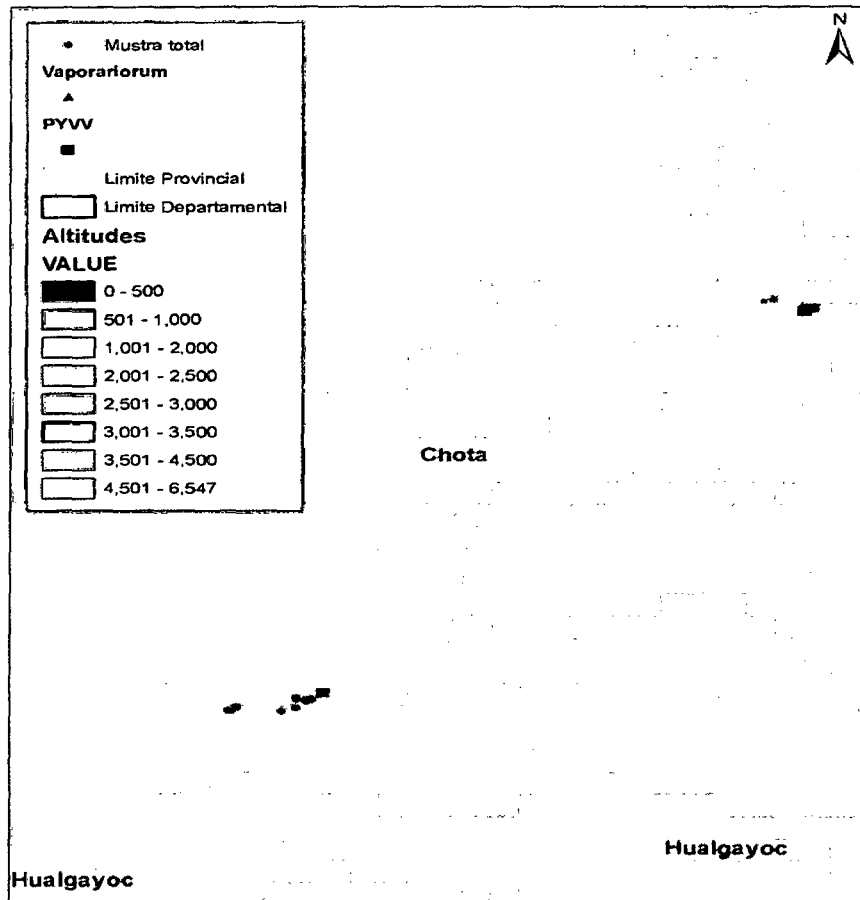 N
Mustra total
Vaporariorum
PYVV
Limite Provincial
Limite Departamental
Altitudes
VALUE
0 - 500
501 - 1,000
1,001 - 2,000
2,001 - 2,500
2,501 - 3,000
3,001 - 3,500
3,501 - 4,500
4,501 - 6,547
Chota
Hualgayoc
Hualgayoc